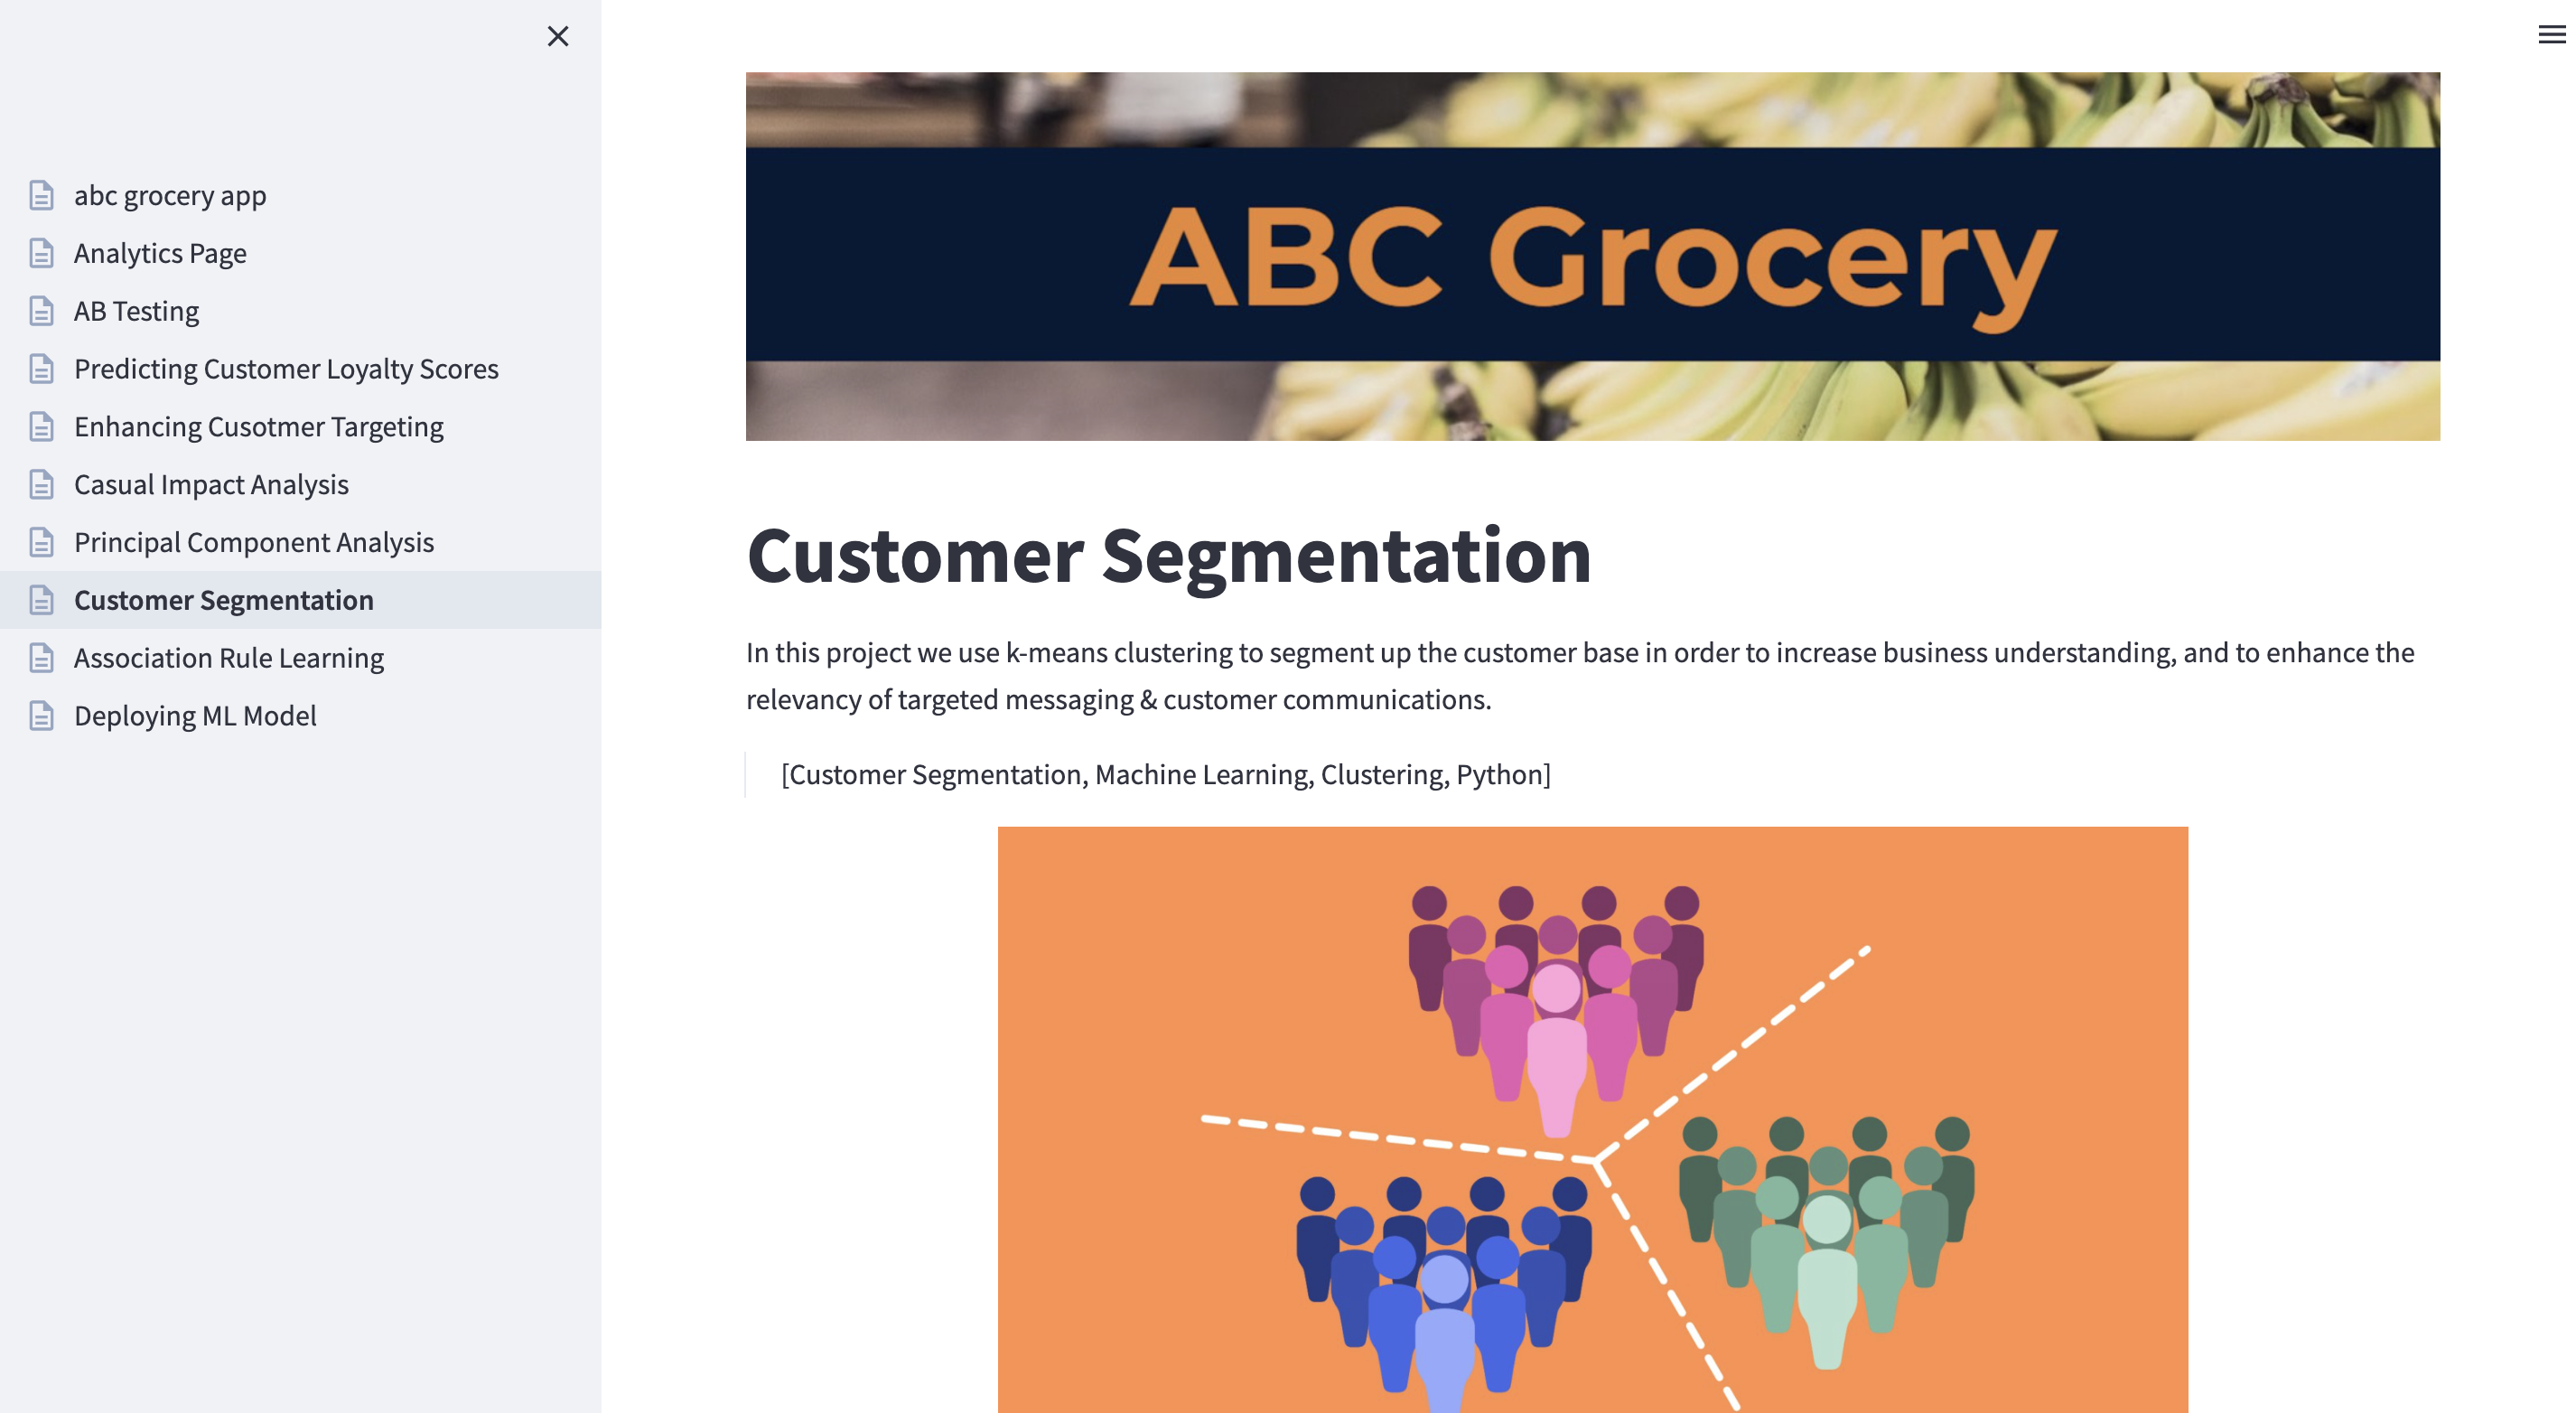 abc grocery app
Analytics Page
AB Testing
Predicting Customer Loyalty Scores
Enhancing Cusotmer Targeting
Casual Impact Analysis
Principal Component Analysis
Customer Segmentation
Association Rule Learning
Deploying ML Model
ABC Grocery
Customer Segmentation
In this project we use k-means clustering to segment up the customer base in order to increase business understanding, and to enhance the
relevancy of targeted messaging & customer communications.
[Customer Segmentation, Machine Learning, Clustering, Python]